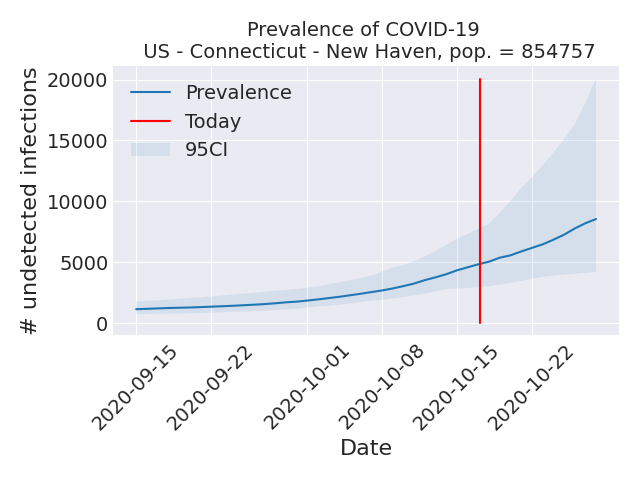 Prevalence of COVID-19
US - Connecticut - New Haven, pop. = 854757
# undetected infections
20000
15000
10000
5000
0
Prevalence
Today
95CI
2020-09-15
2020-09-22
2020-10-01
2020-10-08
2020-10-15
2020-10-22
Date